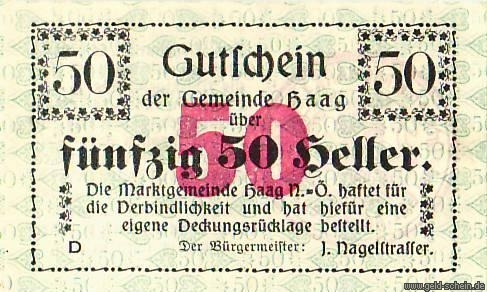 50 Gutschein 50
der Gemeinde Haag
über
50
fünfzig 50 Heller.
Die Marktgemeinde Haag N.-Ö. haftet für
die Verbindlichkeit und hat hiefür eine
eigene Deckungsrücklage bestellt.
D Der Bürgermeister: J. Nagelstrasser.
www.geld-schein.de